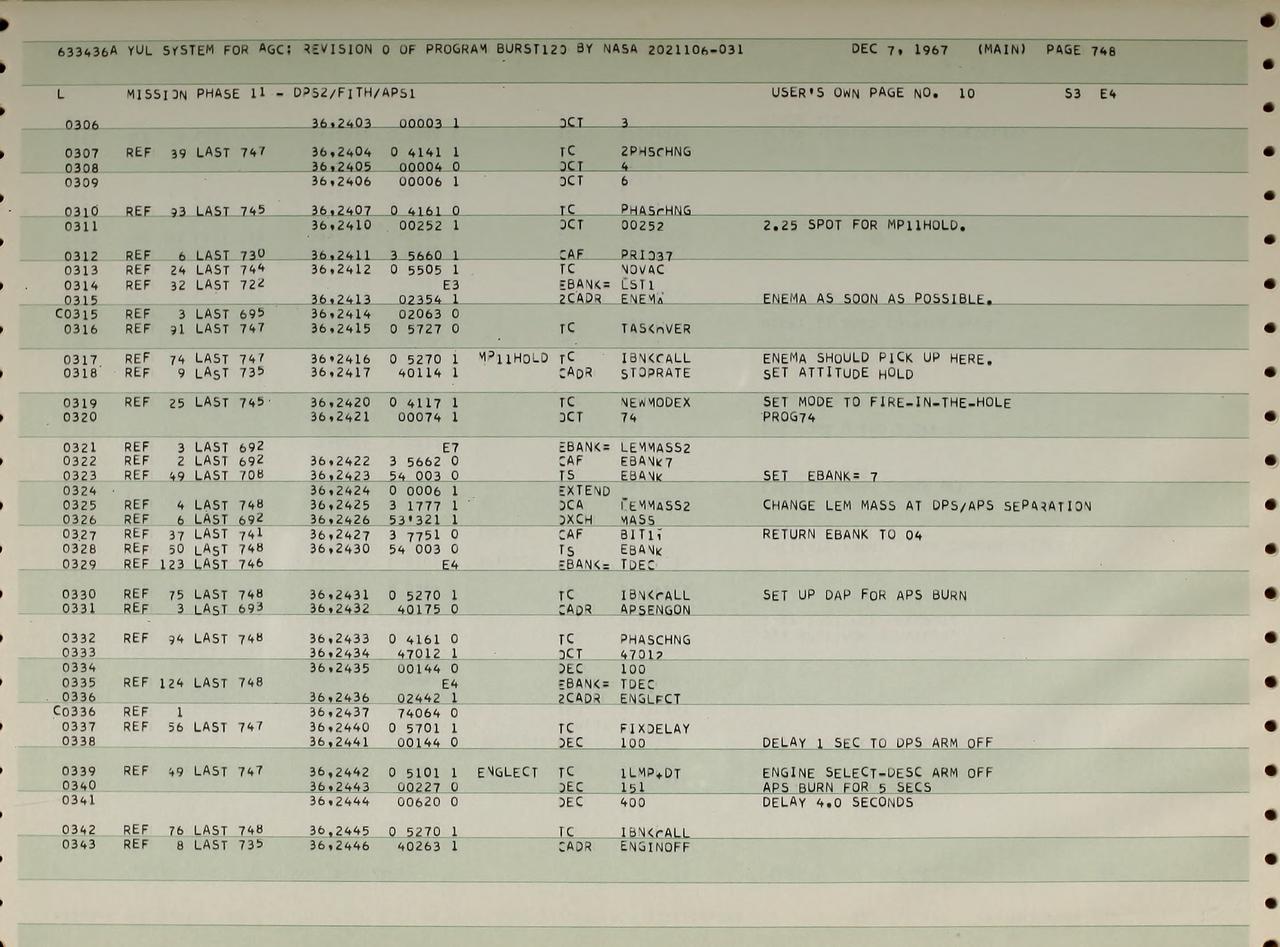 633436A YUL SYSTEM FOR AGC: REVISION 0 OF PROGRAM BURST120 BY NASA 2021106-031 DEC 7, 1967 (MAIN) PAGE 748
L MISSION PHASE 11 - DPS2/FITH/APS1 USER'S OWN PAGE NO. 10 S3 E4
0306 36,2403 00003 1 OCT 3
0307 REF 39 LAST 747 36,2404 0 4141 1 TC 2PHSCHNG
0308 36,2405 00004 0 OCT 4
0309 36,2406 00006 1 OCT 6
0310 REF 93 LAST 745 36,2407 0 4161 0 TC PHASCHNG
0311 36,2410 00252 1 OCT 00252 2.25 SPOT FOR MP11HOLD.
0312 REF 6 LAST 730 36,2411 3 5660 1 CAF PRIO37
0313 REF 24 LAST 744 36,2412 0 5505 1 TC NOVAC
0314 REF 32 LAST 722 E3 EBANK= LST1
0315 36,2413 02354 1 2CADR ENEMA ENEMA AS SOON AS POSSIBLE.
C0315 REF 3 LAST 695 36,2414 02063 0
0316 REF 91 LAST 747 36,2415 0 5727 0 TC TASKOVER
0317 REF 74 LAST 747 36,2416 0 5270 1 MP11HOLD TC IBNKCALL ENEMA SHOULD PICK UP HERE.
0318 REF 9 LAST 735 36,2417 40114 1 CADR STOPRATE SET ATTITUDE HOLD
0319 REF 25 LAST 745 36,2420 0 4117 1 TC NEWMODEX SET MODE TO FIRE-IN-THE-HOLE
0320 36,2421 00074 1 OCT 74 PROG74
0321 REF 3 LAST 692 E7 EBANK= LEMMASS2
0322 REF 2 LAST 692 36,2422 3 5662 0 CAF EBANK7
0323 REF 49 LAST 708 36,2423 54 003 0 TS EBANK SET EBANK= 7
0324 36,2424 0 0006 1 EXTEND
0325 REF 4 LAST 748 36,2425 3 1777 1 DCA LEMMASS2 CHANGE LEM MASS AT DPS/APS SEPARATION
0326 REF 6 LAST 692 36,2426 53'321 1 DXCH MASS
0327 REF 37 LAST 741 36,2427 3 7751 0 CAF BIT11 RETURN EBANK TO 04
0328 REF 50 LAST 748 36,2430 54 003 0 TS EBANK
0329 REF 123 LAST 746 E4 EBANK= TDEC
0330 REF 75 LAST 748 36,2431 0 5270 1 TC IBNKCALL SET UP DAP FOR APS BURN
0331 REF 3 LAST 693 36,2432 40175 0 CADR APSENGON
0332 REF 94 LAST 748 36,2433 0 4161 0 TC PHASCHNG
0333 36,2434 47012 1 OCT 47012
0334 36,2435 00144 0 DEC 100
0335 REF 124 LAST 748 E4 EBANK= TDEC
0336 36,2436 02442 1 2CADR ENGLECT
C0336 REF 1 36,2437 74064 0
0337 REF 56 LAST 747 36,2440 0 5701 1 TC FIXDELAY
0338 36,2441 00144 0 DEC 100 DELAY 1 SEC TO DPS ARM OFF
0339 REF 49 LAST 747 36,2442 0 5101 1 ENGLECT TC 1LMP+DT ENGINE SELECT-DESC ARM OFF
0340 36,2443 00227 0 DEC 151 APS BURN FOR 5 SECS
0341 36,2444 00620 0 DEC 400 DELAY 4.0 SECONDS
0342 REF 76 LAST 748 36,2445 0 5270 1 TC IBNKCALL
0343 REF 8 LAST 735 36,2446 40263 1 CADR ENGINOFF